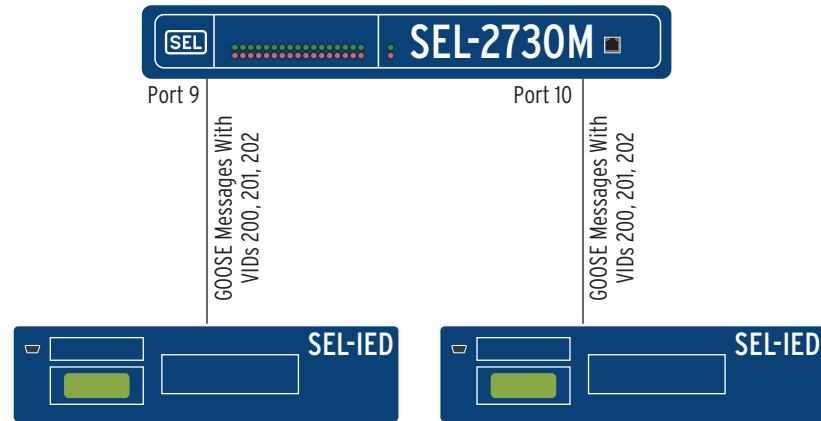 SEL
SEL-2730M
Port 9
Port 10
GOOSE Messages With
VIDs 200, 201, 202
GOOSE Messages With
VIDs 200, 201, 202
SEL-IED
SEL-IED